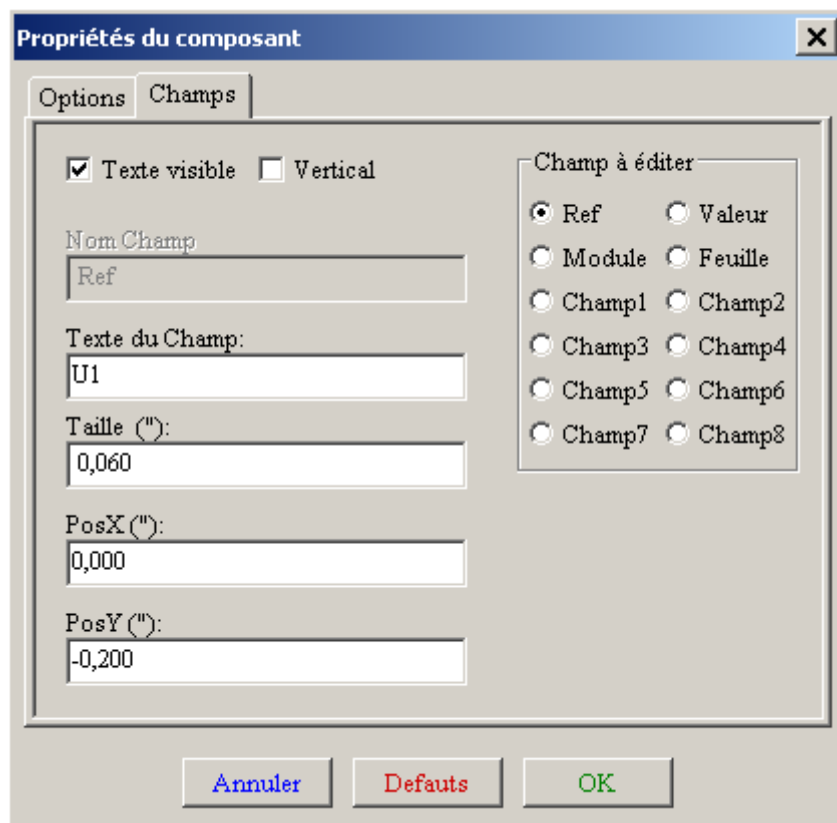 Propriétés du composant
Options Champs
Texte visible Vertical
Nom Champ
Ref
Texte du Champ:
U1
Taille ("):
0,060
PosX ("):
0,000
PosY ("):
-0,200
Champ à éditer
Ref Valeur
Module Feuille
Champ1 Champ2
Champ3 Champ4
Champ5 Champ6
Champ7 Champ8
Annuler Defauts OK